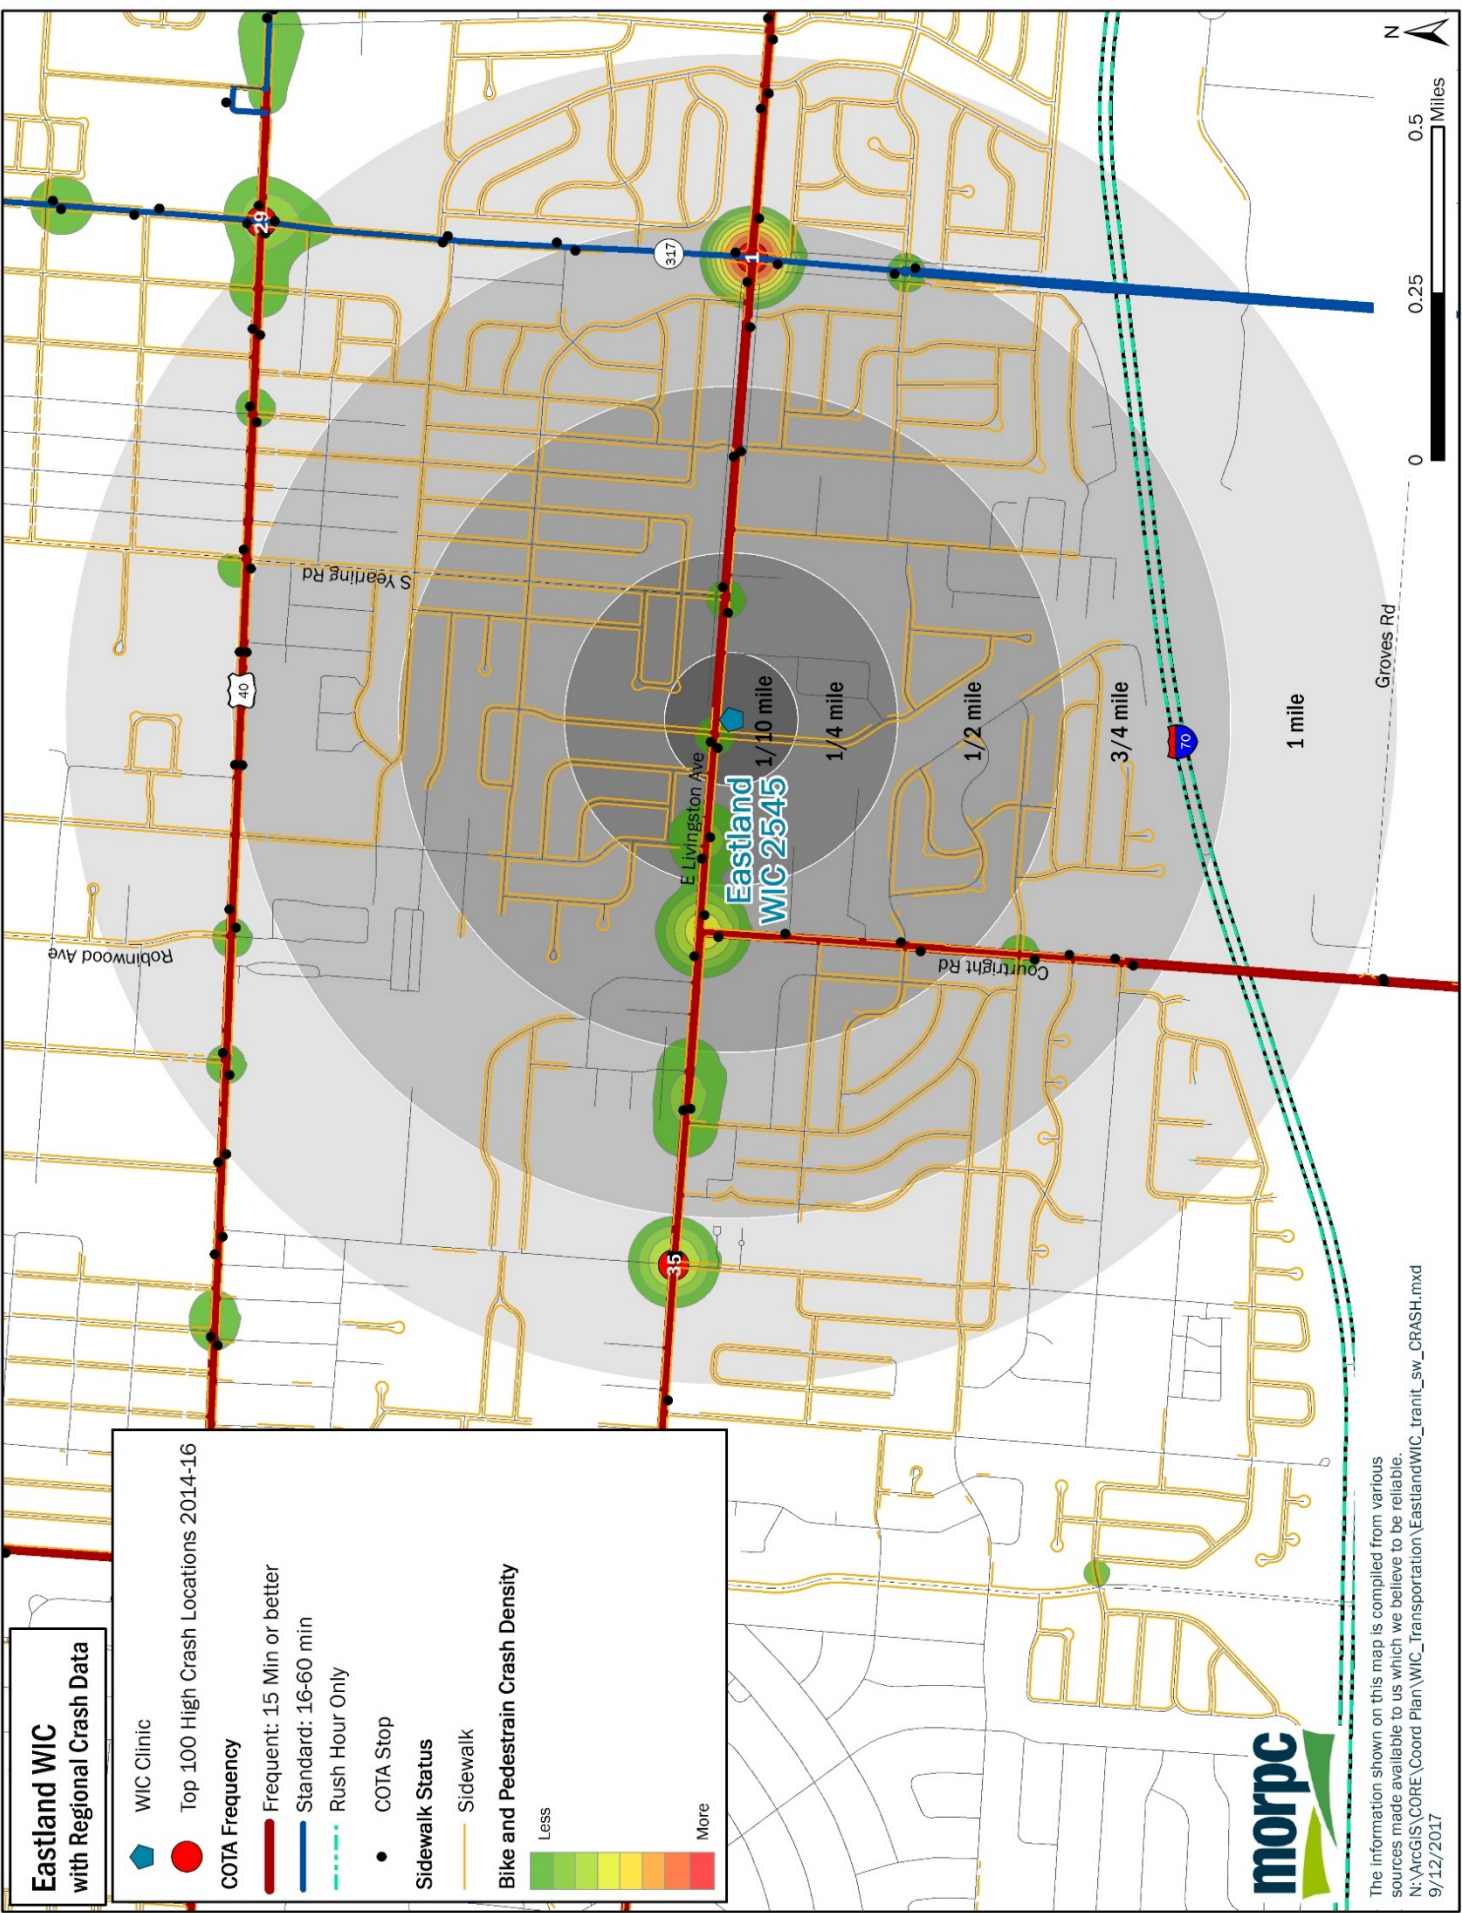 Eastland WIC
with Regional Crash Data
WIC Clinic
Top 100 High Crash Locations 2014-16
COTA Frequency
Frequent: 15 Min or better
Standard: 16-60 min
Rush Hour Only
COTA Stop
Sidewalk Status
Sidewalk
Bike and Pedestrain Crash Density
Less
More
Robinwood Ave
40
S Yearling Rd
29
317
1
35
E Livingston Ave
Eastland
WIC 2545
1/10 mile
1/4 mile
1/2 mile
3/4 mile
1 mile
Courtright Rd
70
Groves Rd
morpc
The information shown on this map is compiled from various
sources made available to us which we believe to be reliable.
N:\ArcGIS\CORE\Coord Plan\WIC_Transportation\EastlandWIC_tranit_sw_CRASH.mxd
9/12/2017
0
0.25
0.5
Miles
N